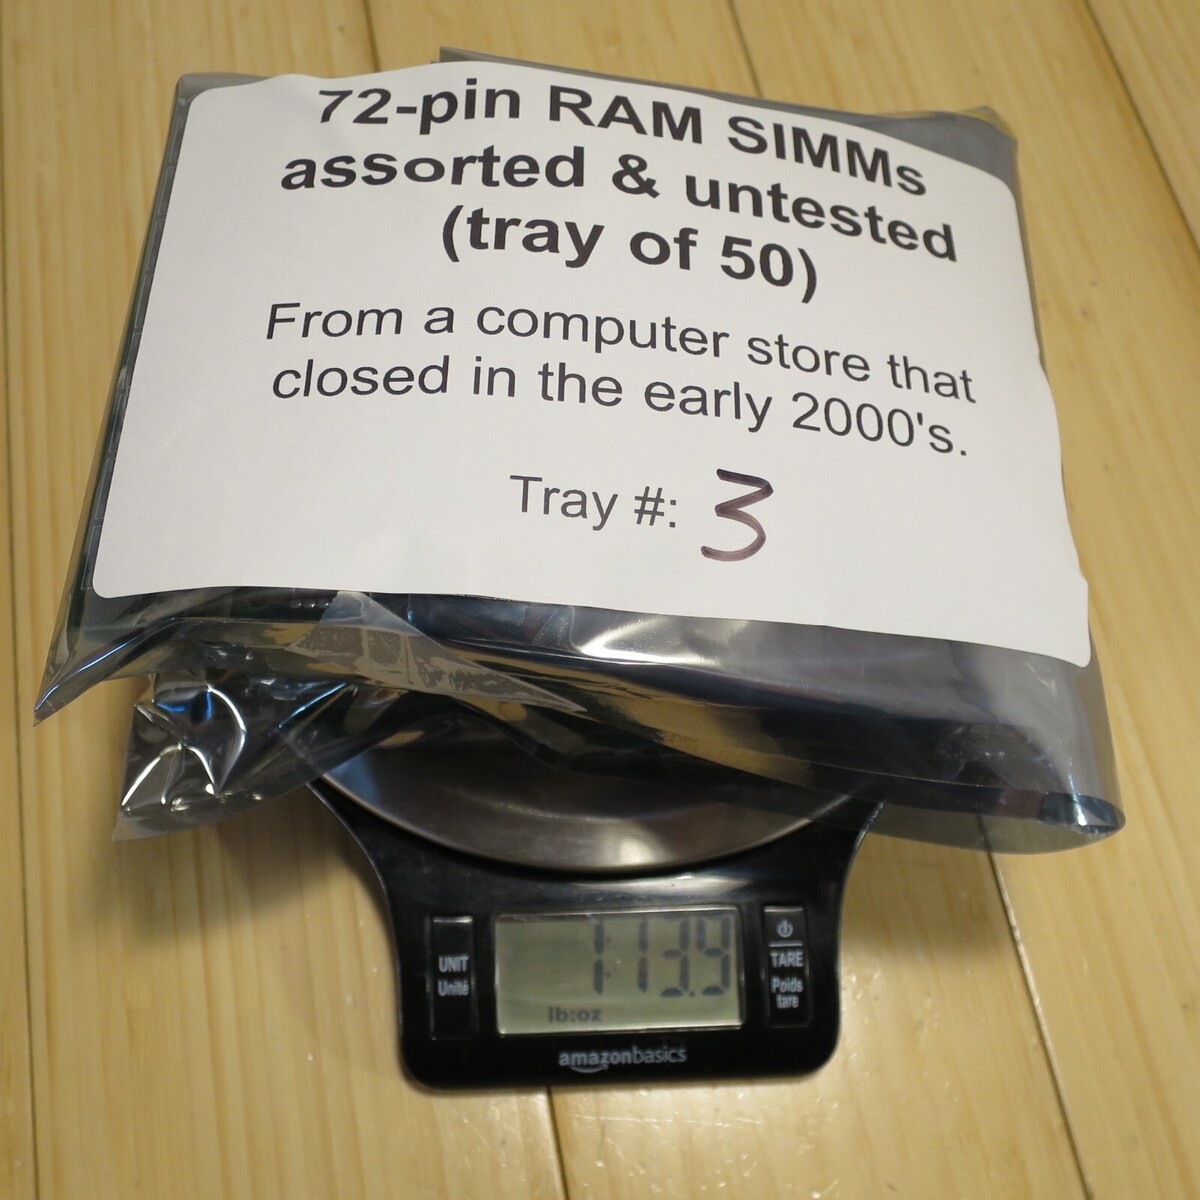 72-pin RAM SIMMs
assorted & untested
(tray of 50)
From a computer store that
closed in the early 2000's.
Tray #: 3
1:13.9
lb:oz
UNIT
Unité
TARE
Poids
tare
amazonbasics